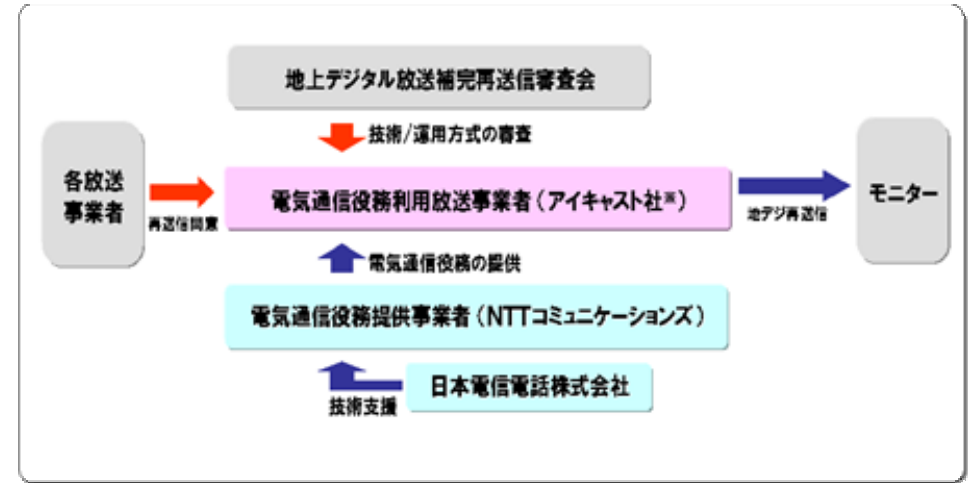 地上デジタル放送補完再送信審査会
技術/運用方式の審査
各放送
事業者
再送信同意
電気通信役務利用放送事業者(アイキャスト社※)
地デジ再送信
モニター
電気通信役務の提供
電気通信役務提供事業者(NTTコミュニケーションズ)
日本電信電話株式会社
技術支援